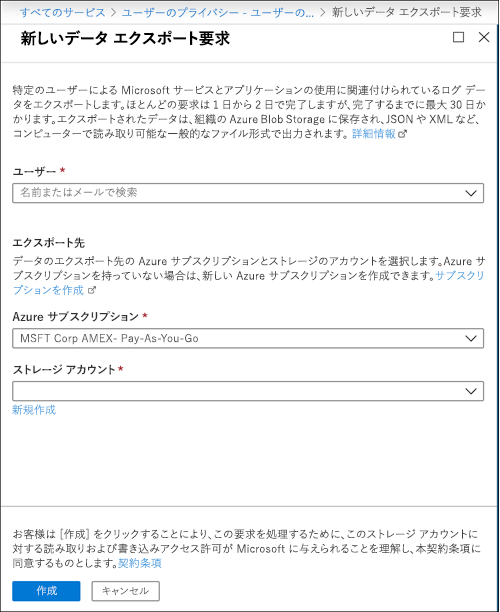 すべてのサービス > ユーザーのプライバシー - ユーザーの... > 新しいデータ エクスポート要求
新しいデータ エクスポート要求
特定のユーザーによる Microsoft サービスとアプリケーションの使用に関連付けられているログ デ
ータをエクスポートします。ほとんどの要求は 1 日から 2 日で完了しますが、完了するまでに最大 30 日か
かります。エクスポートされたデータは、組織の Azure Blob Storage に保存され、JSON や XML など、
コンピューターで読み取り可能な一般的なファイル形式で出力されます。 詳細情報
ユーザー *
名前またはメールで検索
エクスポート先
データのエクスポート先の Azure サブスクリプションとストレージのアカウントを選択します。Azure サ
ブスクリプションを持っていない場合は、新しい Azure サブスクリプションを作成できます。サブスクリ
プションを作成
Azure サブスクリプション *
MSFT Corp AMEX- Pay-As-You-Go
ストレージ アカウント *
新規作成
お客様は [作成] をクリックすることにより、この要求を処理するために、このストレージ アカウントに
対する読み取りおよび書き込みアクセス許可が Microsoft に与えられることを理解し、本契約条項に
同意するものとします。契約条項
作成 キャンセル